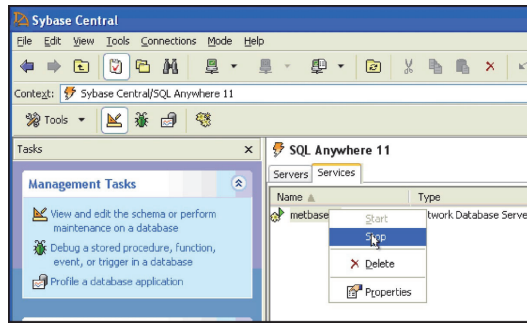 Sybase Central
File Edit View Tools Connections Mode Help
Context: Sybase Central/SQL Anywhere 11
Tools
Tasks x
SQL Anywhere 11
Servers Services
Management Tasks
Name Type
View and edit the schema or perform
maintenance on a database
metbase
twork Database Serve
Start
Stop
Debug a stored procedure, function,
event, or trigger in a database
Delete
Profile a database application
Properties